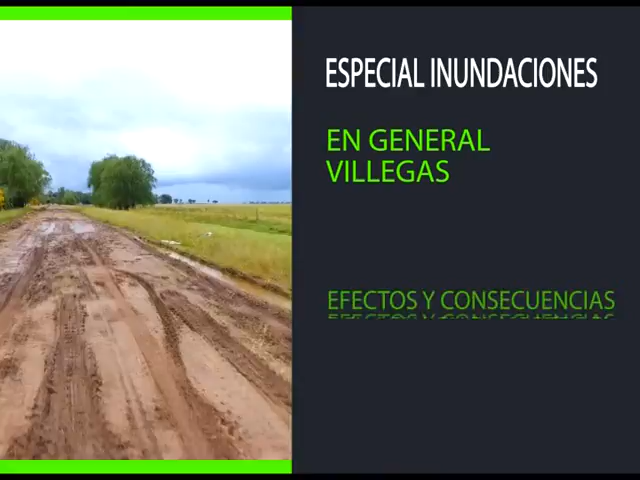 ESPECIAL INUNDACIONES
EN GENERAL
VILLEGAS
EFECTOS Y CONSECUENCIAS